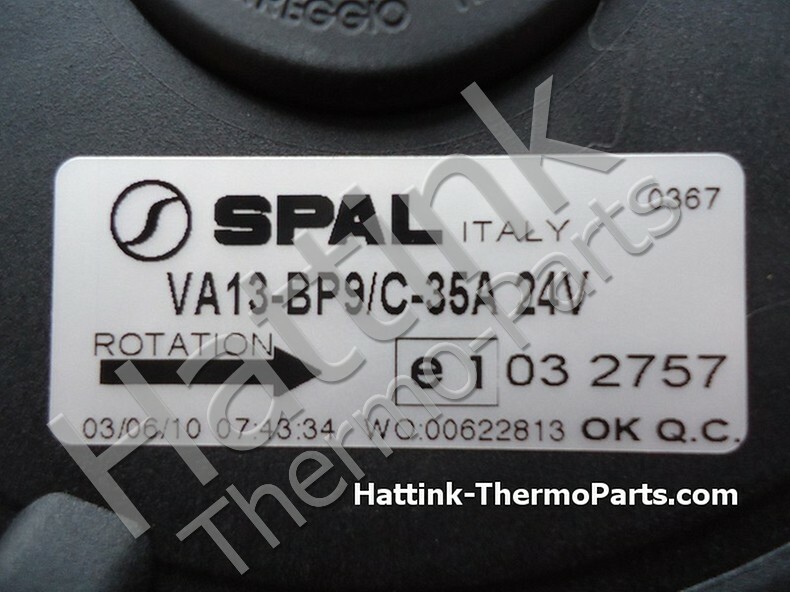 SPAL ITALY 0367
VA13-BP9/C-35A 24V
ROTATION
e1 03 2757
03/06/10 07:43:34 WO:00622813 OK Q.C.
Hattink
Thermo-parts
Hattink-ThermoParts.com